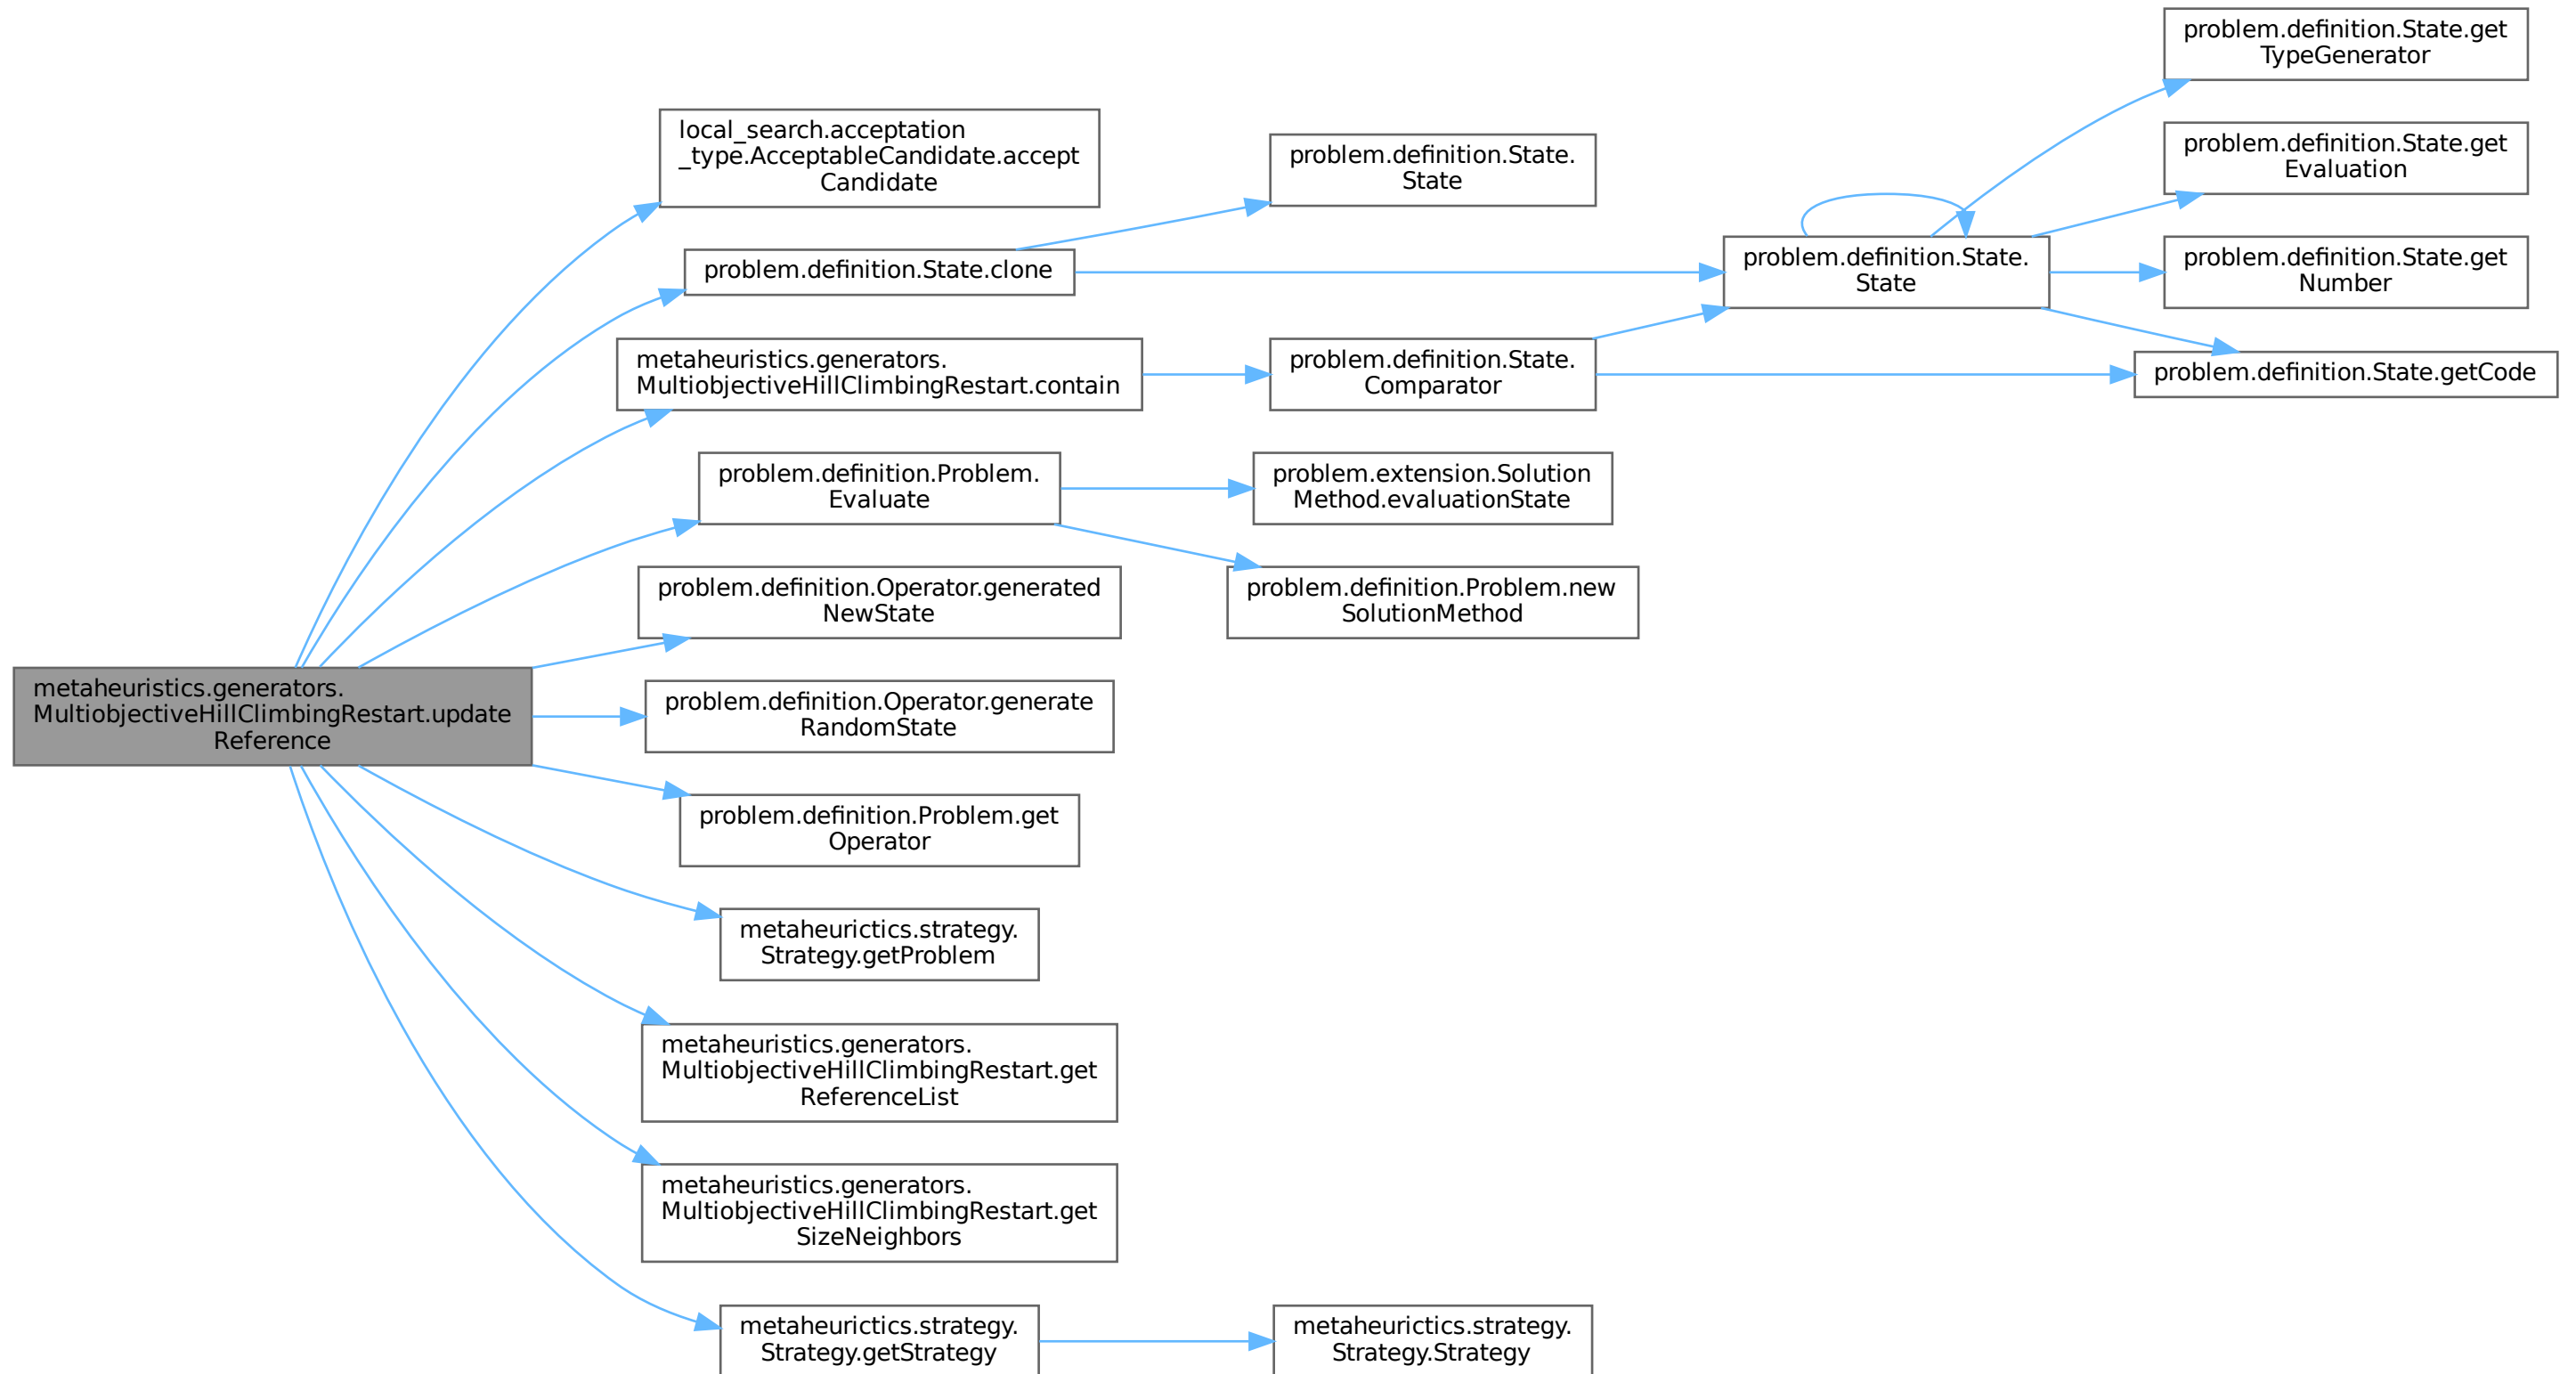 metaheuristics.generators.
MultiobjectiveHillClimbingRestart.update
Reference
local_search.acceptation
_type.AcceptableCandidate.accept
Candidate
problem.definition.State.clone
metaheuristics.generators.
MultiobjectiveHillClimbingRestart.contain
problem.definition.Problem.
Evaluate
problem.definition.Operator.generated
NewState
problem.definition.Operator.generate
RandomState
problem.definition.Problem.get
Operator
metaheurictics.strategy.
Strategy.getProblem
metaheuristics.generators.
MultiobjectiveHillClimbingRestart.get
ReferenceList
metaheuristics.generators.
MultiobjectiveHillClimbingRestart.get
SizeNeighbors
metaheurictics.strategy.
Strategy.getStrategy
problem.definition.State.
State
problem.definition.State.
Comparator
problem.extension.Solution
Method.evaluationState
problem.definition.Problem.new
SolutionMethod
metaheurictics.strategy.
Strategy.Strategy
problem.definition.State.
State
problem.definition.State.get
TypeGenerator
problem.definition.State.get
Evaluation
problem.definition.State.get
Number
problem.definition.State.getCode